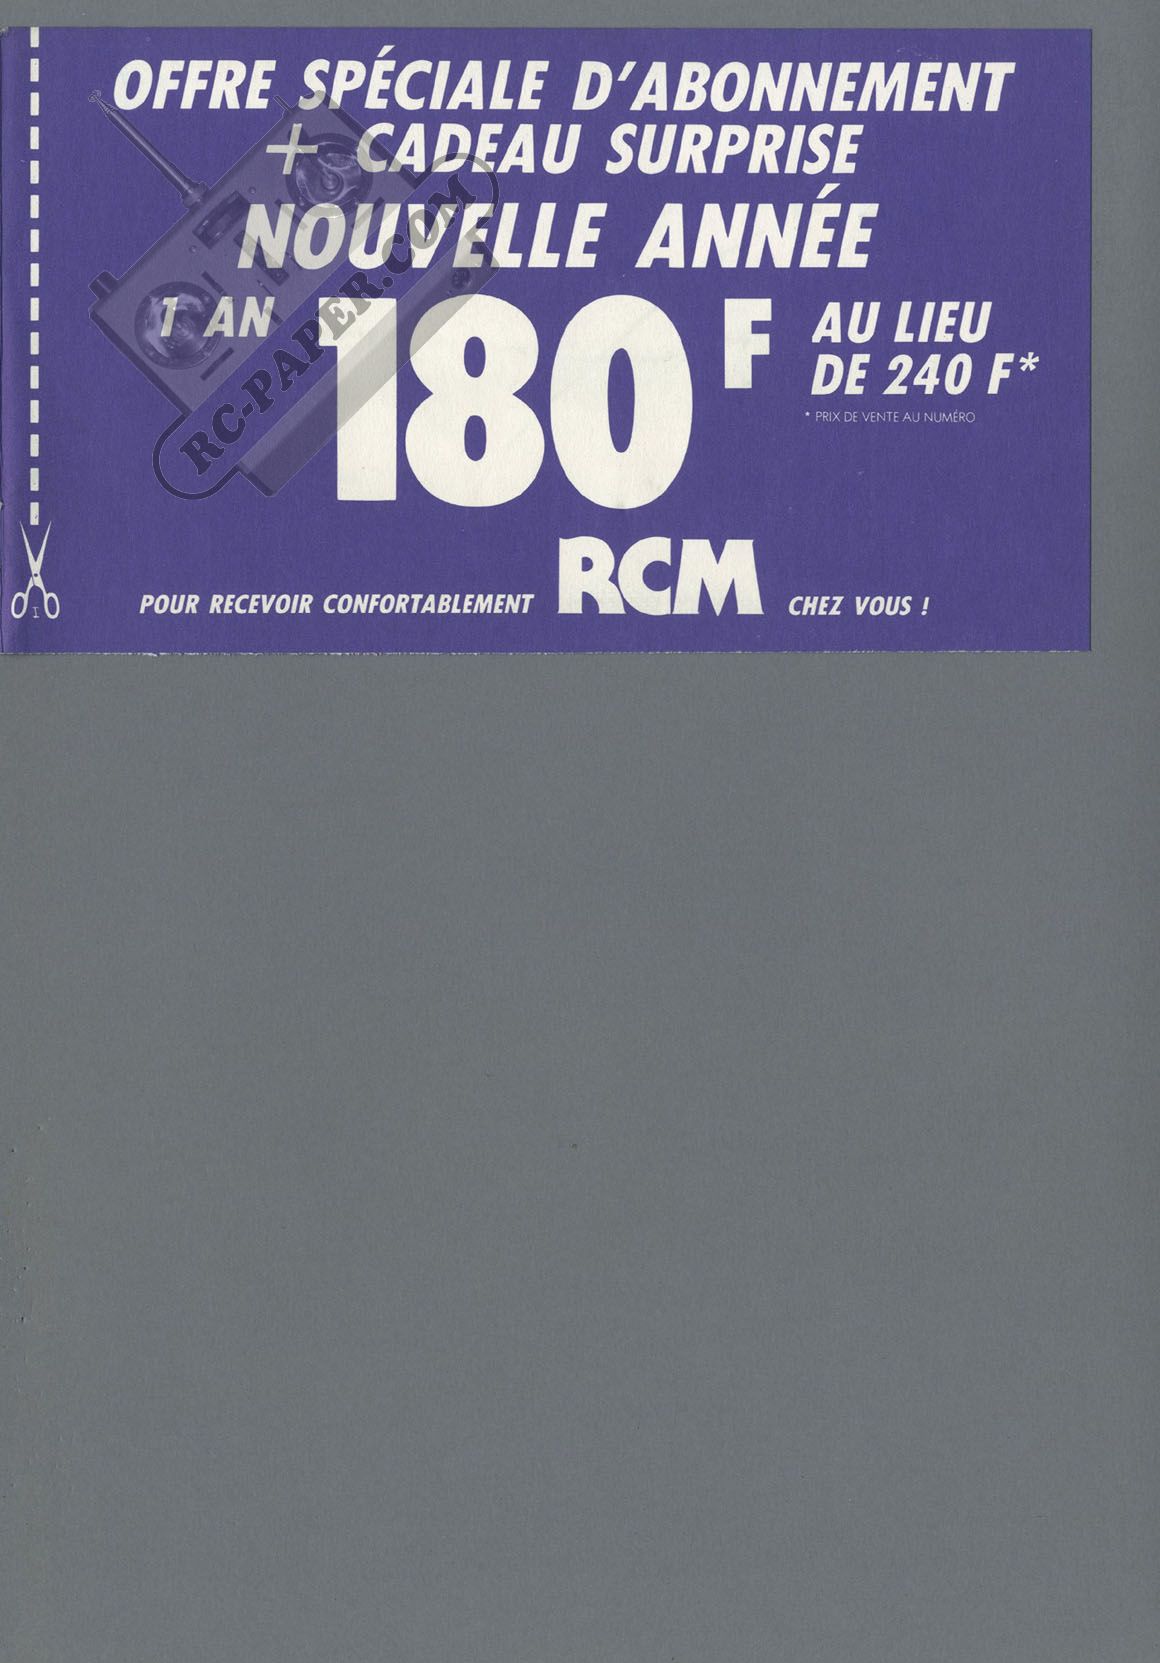 OFFRE SPÉCIALE D'ABONNEMENT
+ CADEAU SURPRISE
NOUVELLE ANNÉE
1 AN 180 F AU LIEU
DE 240 F*
* PRIX DE VENTE AU NUMÉRO
POUR RECEVOIR CONFORTABLEMENT RCM CHEZ VOUS !
RC-PAPER.COM